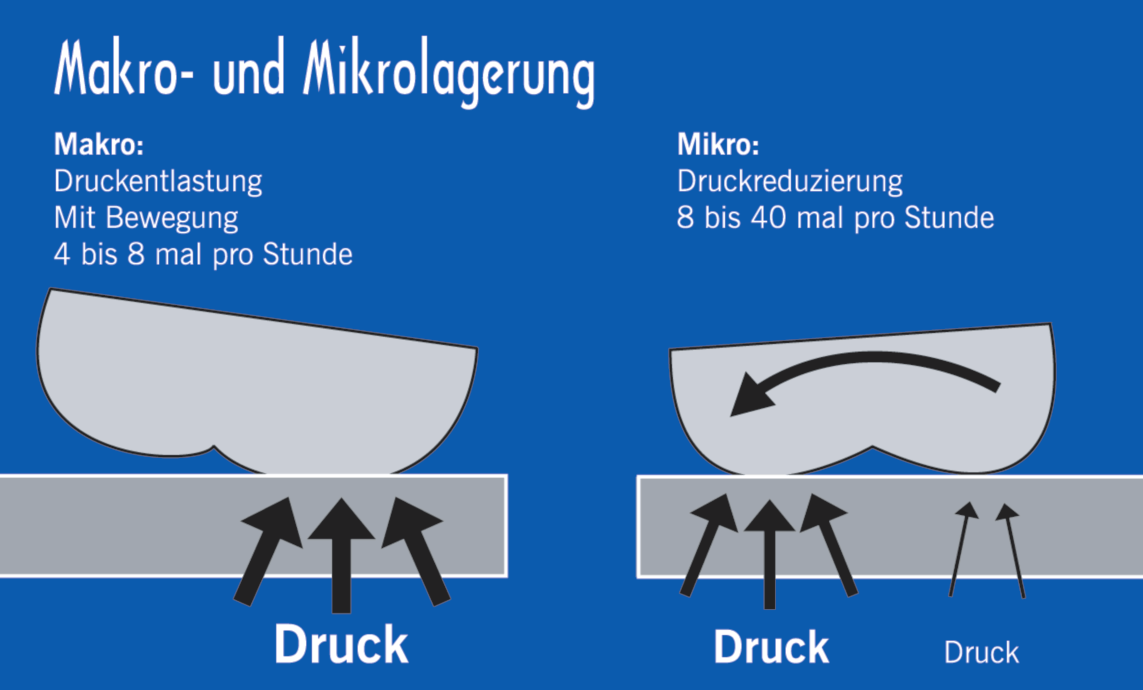 Makro- und Mikrolagerung
Makro:
Druckentlastung
Mit Bewegung
4 bis 8 mal pro Stunde
Mikro:
Druckreduzierung
8 bis 40 mal pro Stunde
Druck
Druck
Druck